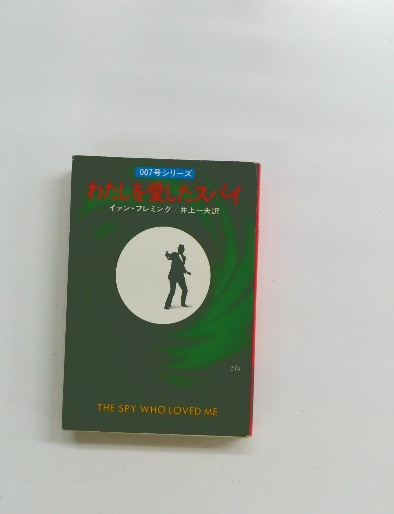 007号シリーズ
わたしを愛したスパイ
イアン・フレミング／井上一夫訳
THE SPY WHO LOVED ME